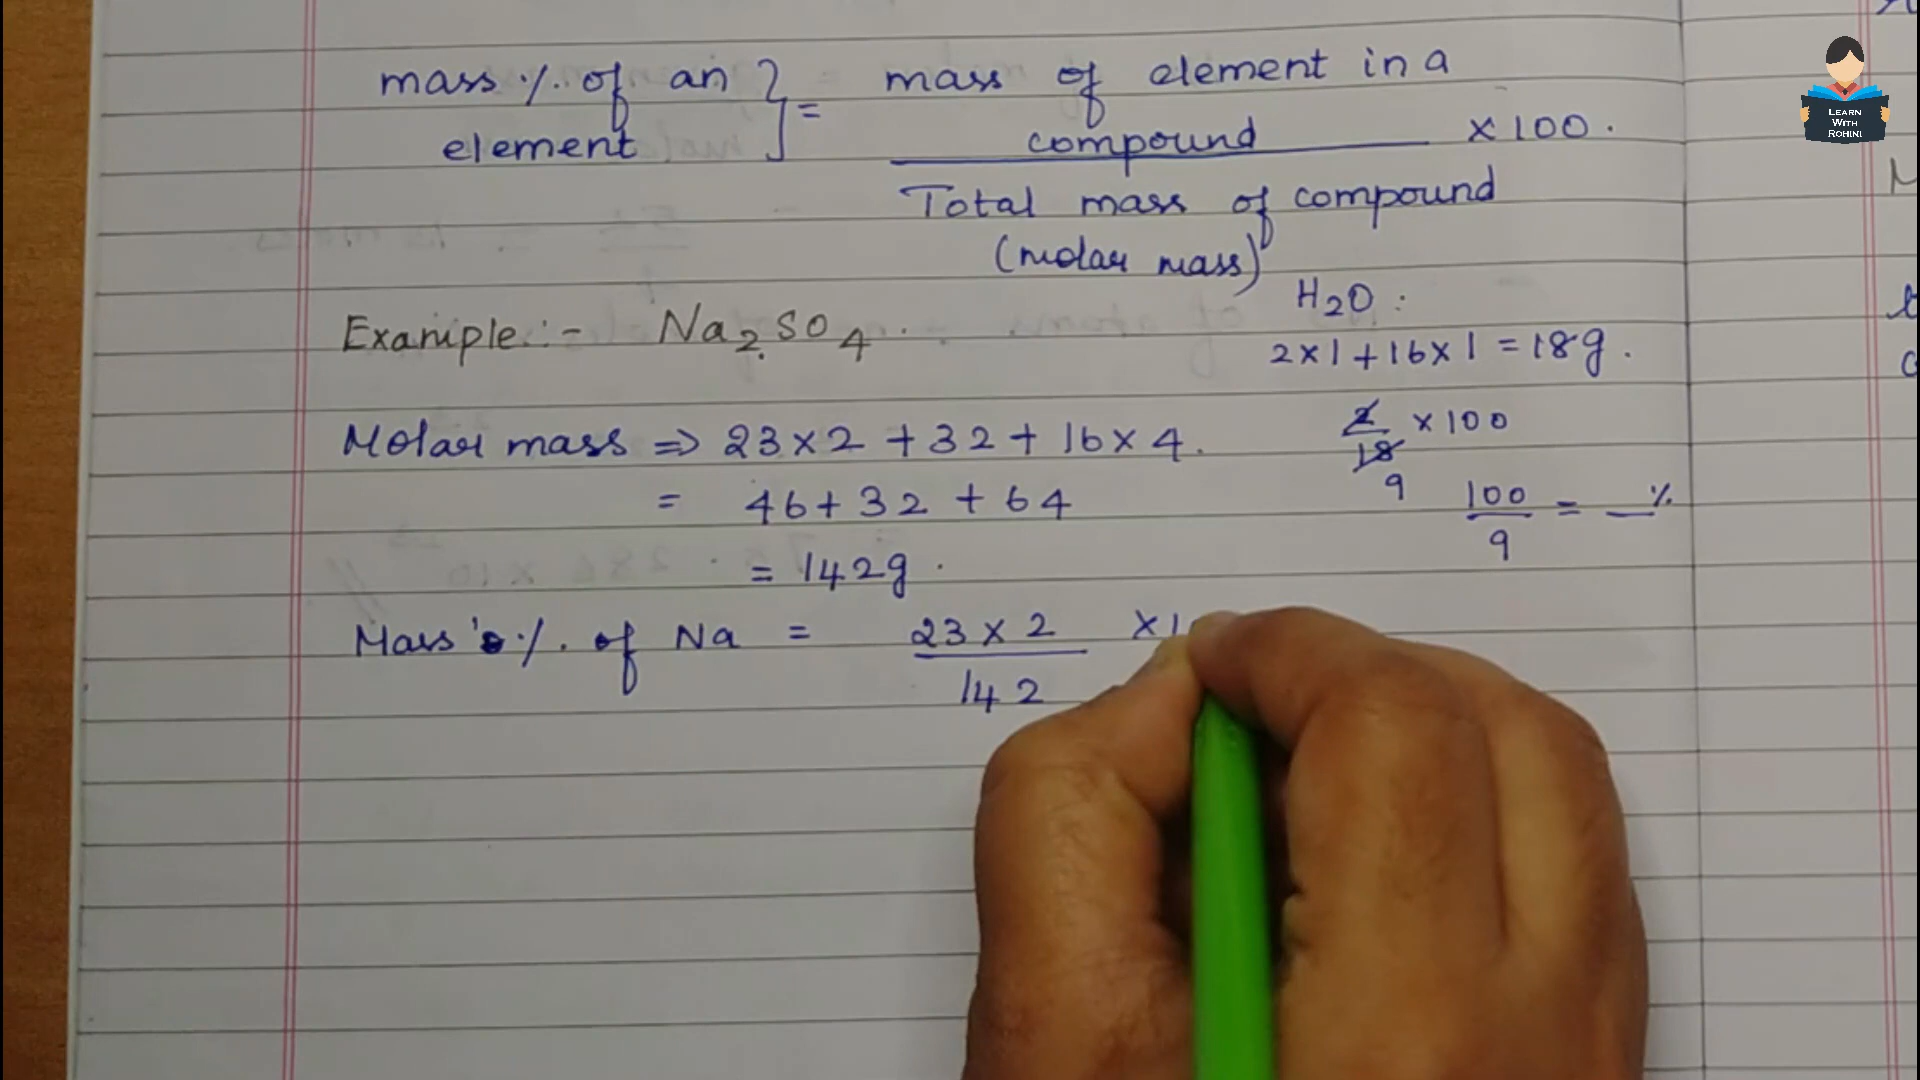 mass % of an } = mass of element in a
element compound × 100.
Total mass of compound
(molar mass)
H2O :
Example :- Na2SO4.
2×1+16×1 = 18g.
Molar mass ⇒ 23×2 + 32 + 16×4.
2/18 × 100
9
= 46+32 + 64
100/9 = __%
= 142g.
Mass % of Na = 23 × 2 ×1
142
LEARN
WITH
ROHINI